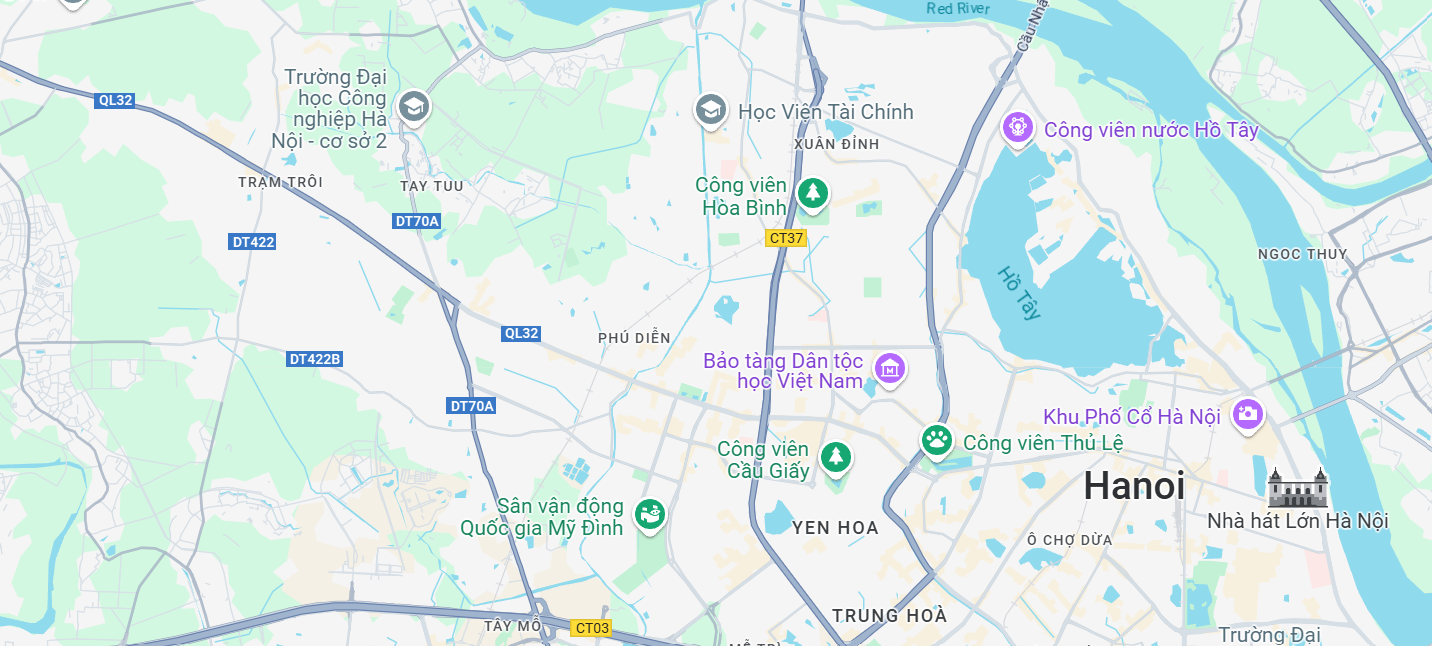 Red River
Cầu Nhậ
Trường Đại
học Công
nghiệp Hà
Nội - cơ sở 2
QL32
Học Viện Tài Chính
Công viên nước Hồ Tây
XUÂN ĐỈNH
TRẠM TRÔI
TAY TUU
Công viên
Hòa Bình
DT70A
DT422
CT37
NGOC THUY
Hồ Tây
QL32
PHÚ DIỄN
DT422B
Bảo tàng Dân tộc
học Việt Nam
DT70A
Khu Phố Cổ Hà Nội
Công viên Thủ Lệ
Công viên
Cầu Giấy
Hanoi
Sân vận động
Quốc gia Mỹ Đình
YEN HOA
Nhà hát Lớn Hà Nội
Ô CHỢ DỪA
TRUNG HOÀ
TÂY MỖ
CT03
Trường Đại